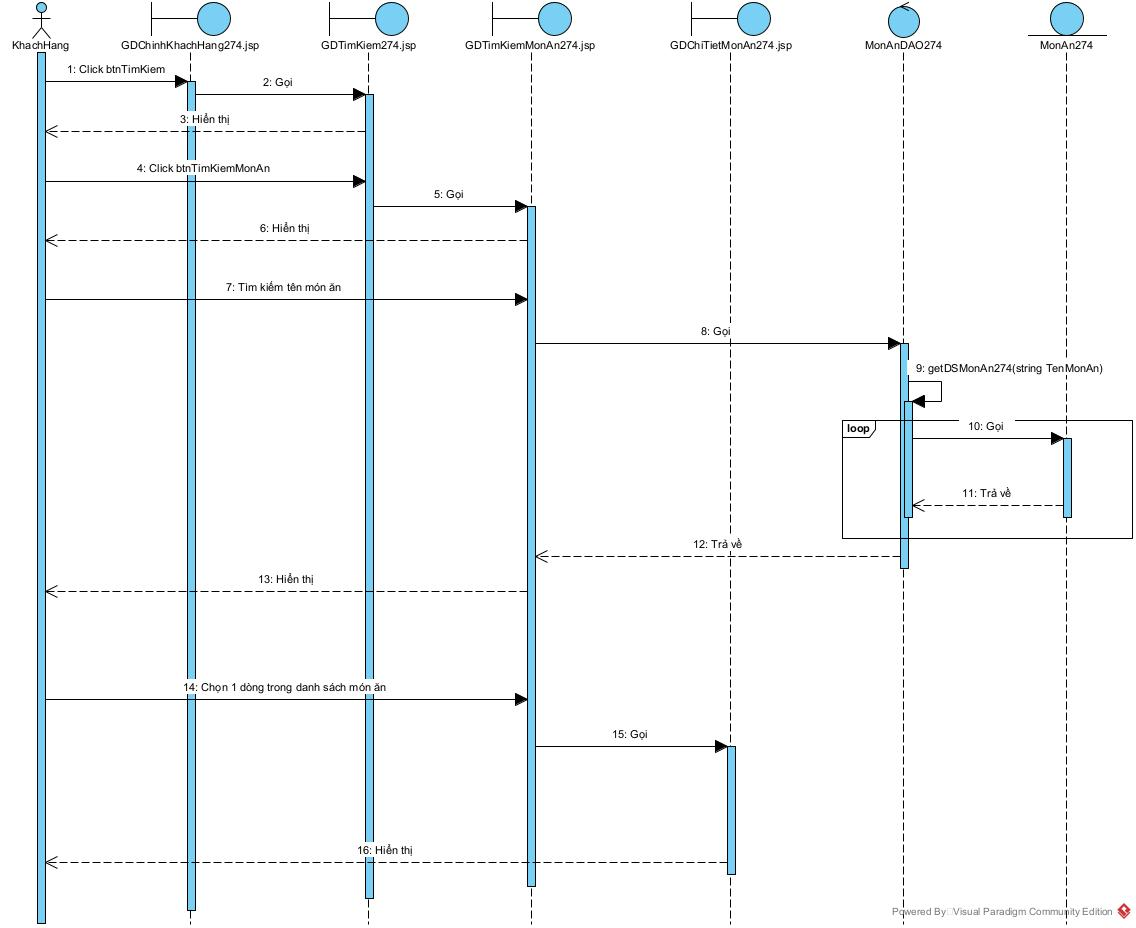 KhachHang
GDChinhKhachHang274.jsp
GDTimKiem274.jsp
GDTimKiemMonAn274.jsp
GDChiTietMonAn274.jsp
MonAnDAO274
MonAn274
1: Click btnTimKiem
2: Gọi
3: Hiển thị
4: Click btnTimKiemMonAn
5: Gọi
6: Hiển thị
7: Tìm kiếm tên món ăn
8: Gọi
9: getDSMonAn274(string TenMonAn)
loop
10: Gọi
11: Trả về
12: Trả về
13: Hiển thị
14: Chọn 1 dòng trong danh sách món ăn
15: Gọi
16: Hiển thị
Powered By Visual Paradigm Community Edition